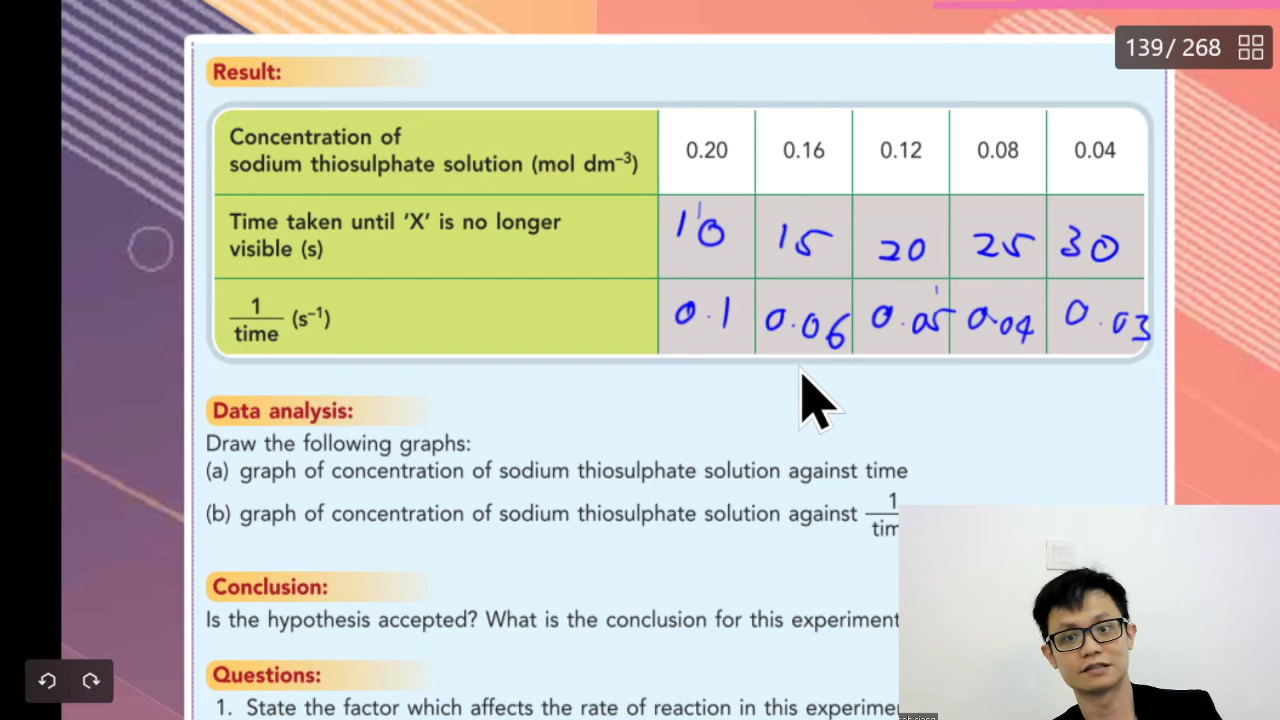 139 / 268
Result:
Concentration of
sodium thiosulphate solution (mol dm⁻³) 0.20 0.16 0.12 0.08 0.04
Time taken until ‘X’ is no longer
visible (s) 10 15 20 25 30
1
time (s⁻¹) 0.1 0.06 0.05 0.04 0.03
Data analysis:
Draw the following graphs:
(a) graph of concentration of sodium thiosulphate solution against time
(b) graph of concentration of sodium thiosulphate solution against 1
Conclusion:
Is the hypothesis accepted? What is the conclusion for this experiment
Questions:
1. State the factor which affects the rate of reaction in this